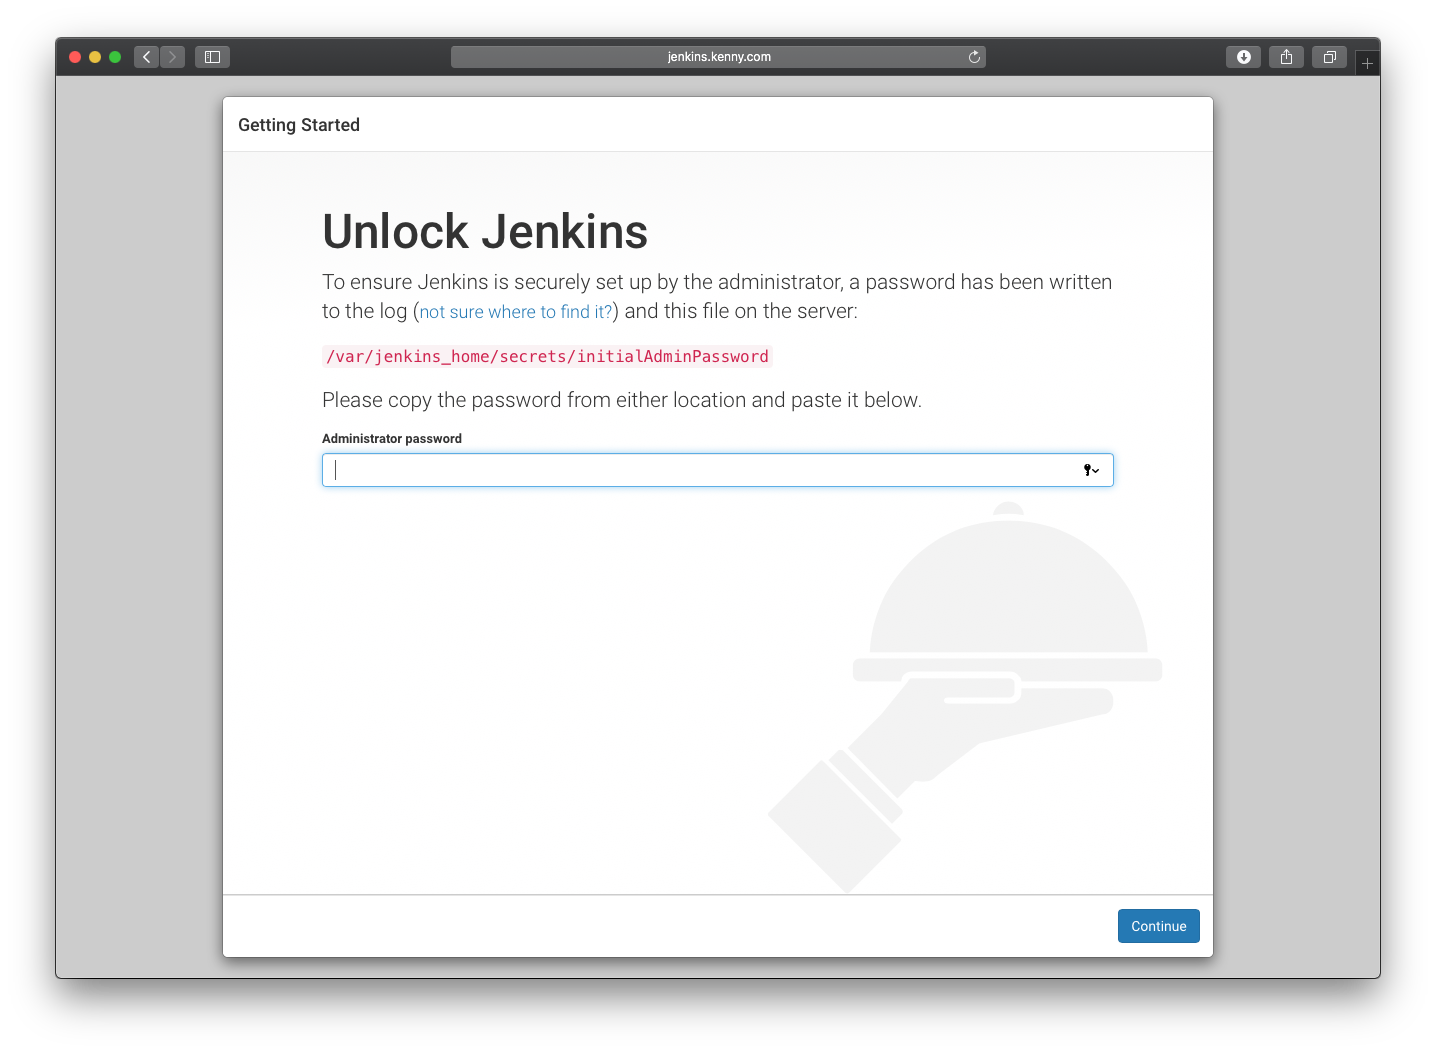 jenkins.kenny.com
Getting Started
Unlock Jenkins
To ensure Jenkins is securely set up by the administrator, a password has been written
to the log (not sure where to find it?) and this file on the server:
/var/jenkins_home/secrets/initialAdminPassword
Please copy the password from either location and paste it below.
Administrator password
Continue